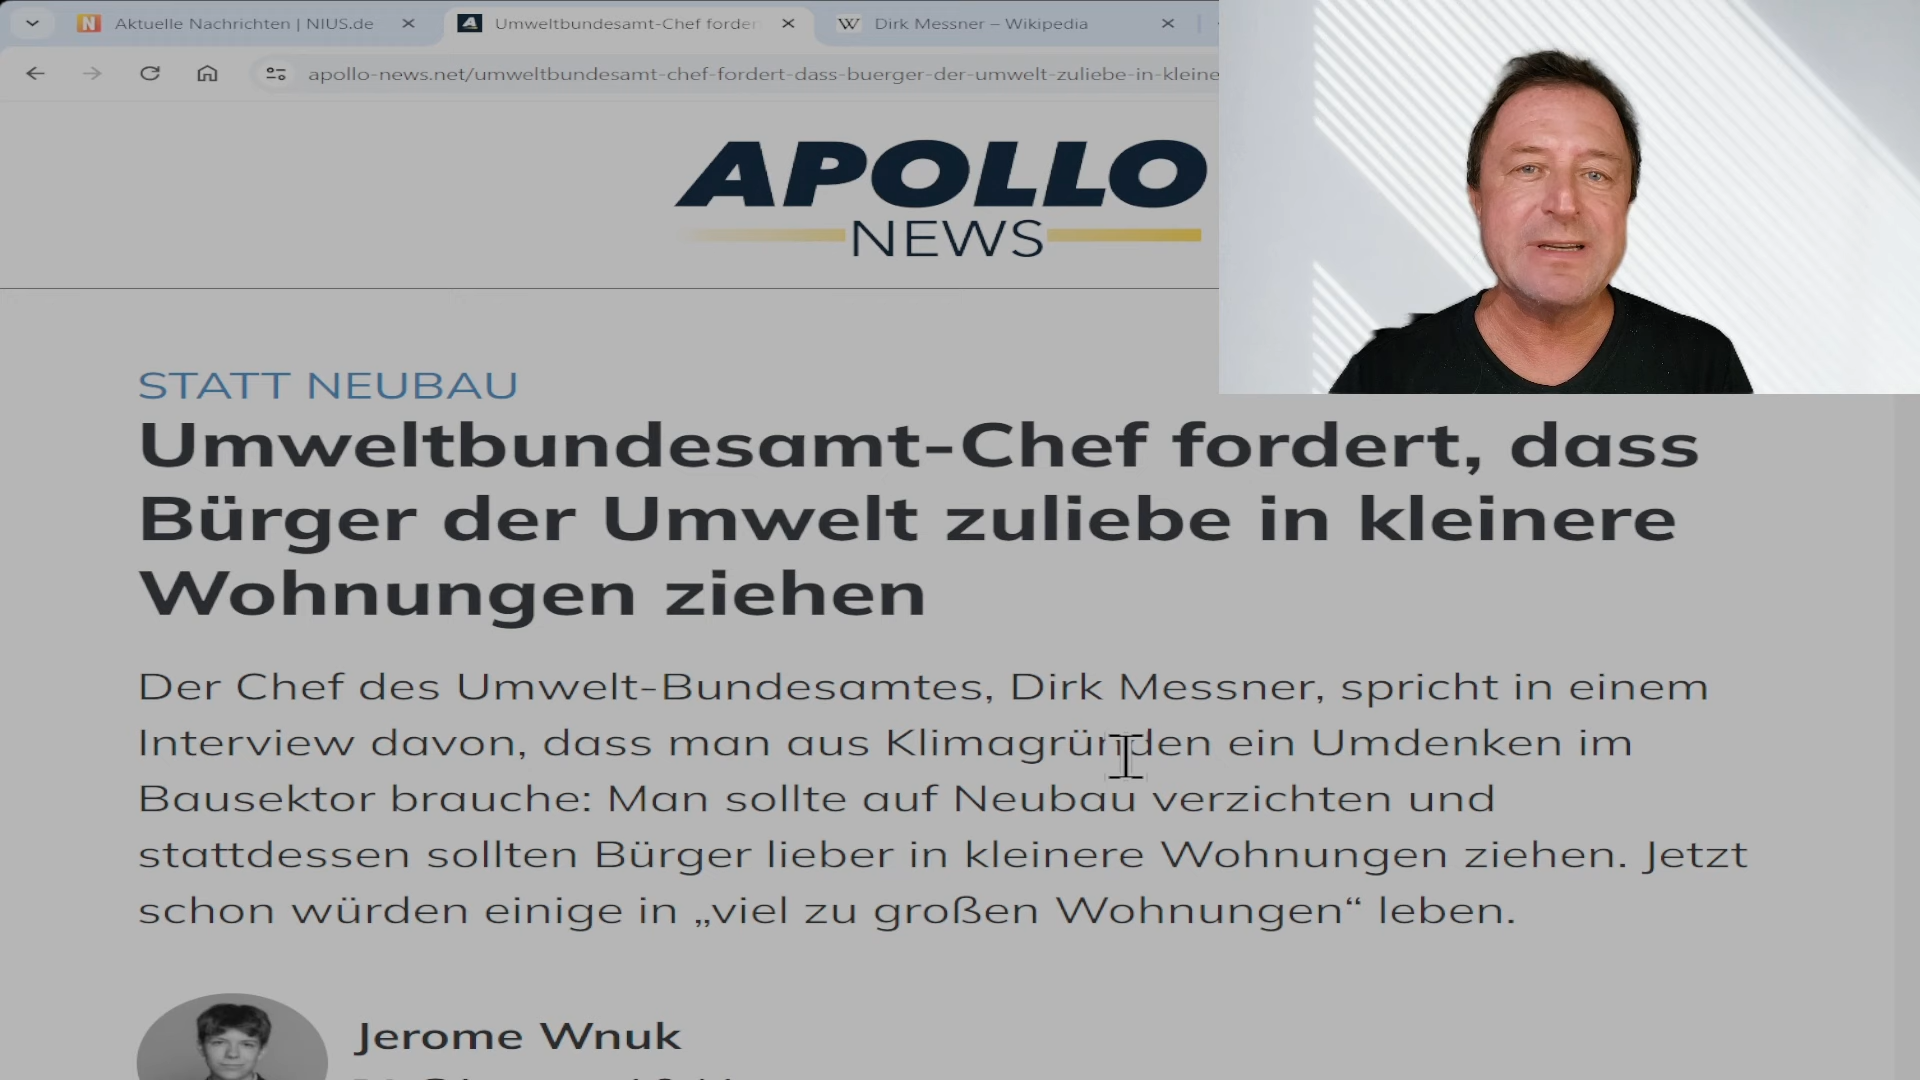 Aktuelle Nachrichten | NIUS.de
Umweltbundesamt-Chef forder
Dirk Messner – Wikipedia
apollo-news.net/umweltbundesamt-chef-fordert-dass-buerger-der-umwelt-zuliebe-in-kleine
APOLLO
NEWS
STATT NEUBAU
Umweltbundesamt-Chef fordert, dass
Bürger der Umwelt zuliebe in kleinere
Wohnungen ziehen
Der Chef des Umwelt-Bundesamtes, Dirk Messner, spricht in einem
Interview davon, dass man aus Klimagründen ein Umdenken im
Bausektor brauche: Man sollte auf Neubau verzichten und
stattdessen sollten Bürger lieber in kleinere Wohnungen ziehen. Jetzt
schon würden einige in „viel zu großen Wohnungen“ leben.
Jerome Wnuk